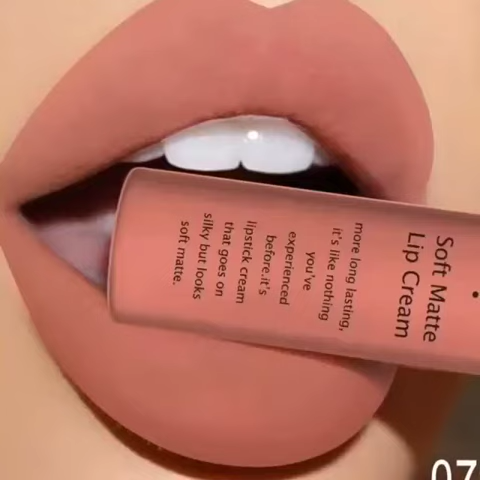 Soft Matte
Lip Cream
more long lasting,
it's like nothing
you've
experienced
before.it's
lipstick cream
that goes on
silky but looks
soft matte.
07